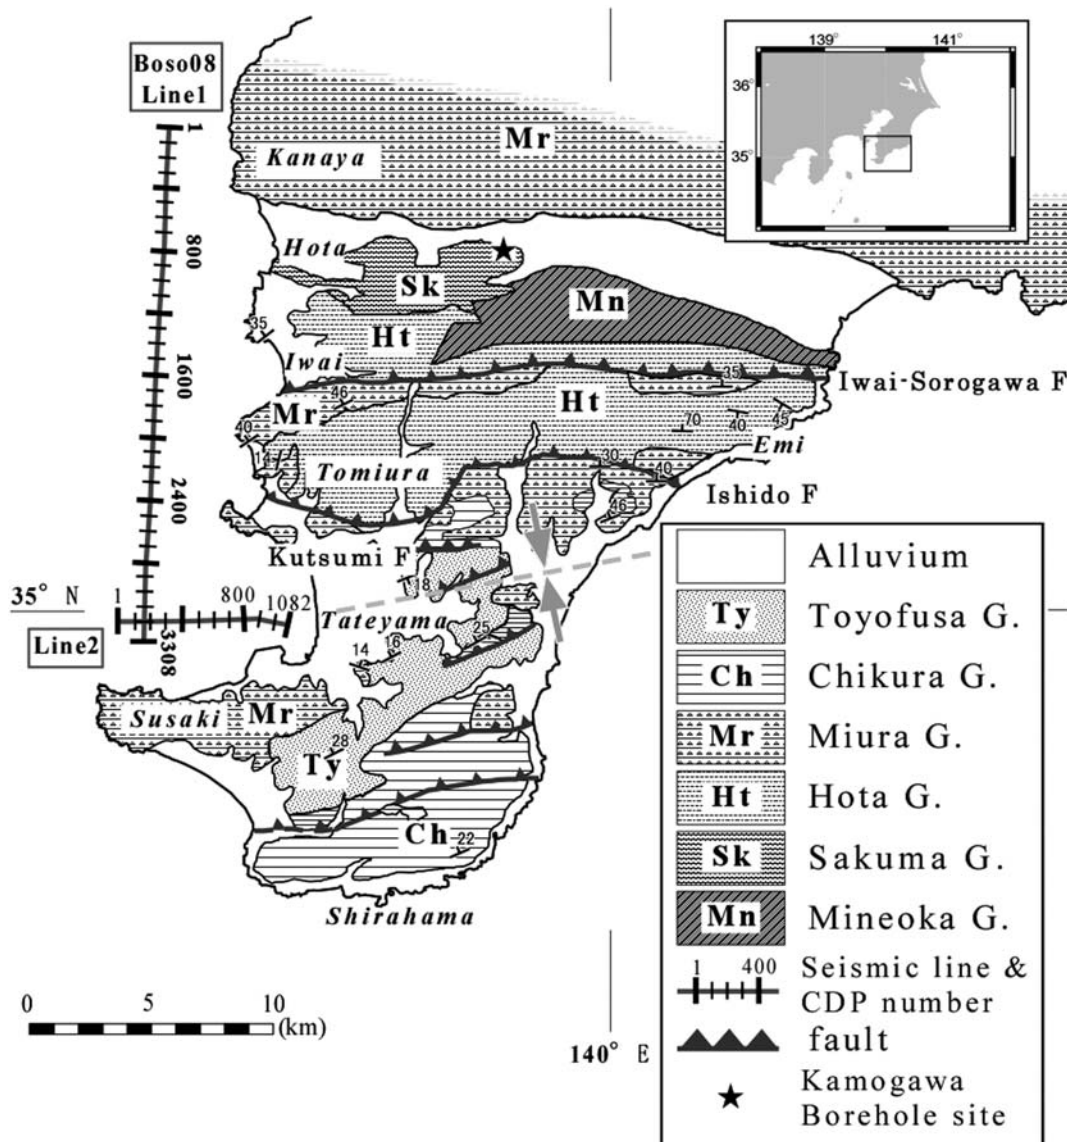 Boso08
Line1
1
800
1600
2400
3308
139°
141°
36°
35°
Mr
Kanaya
Hota
Sk
Mn
35
Ht
Iwai
35
Iwai-Sorogawa F
46
Mr
Ht
40
70
40
45
14
Tomiura
30
40
Emi
Ishido F
46
Kutsumi F
18
35° N
1
800
1082
Line2
Tateyama
25
16
14
Susaki
Mr
28
Ty
Ch
22
Shirahama
0
5
10
(km)
140° E
Alluvium
Ty
Toyofusa G.
Ch
Chikura G.
Mr
Miura G.
Ht
Hota G.
Sk
Sakuma G.
Mn
Mineoka G.
1
400
Seismic line &
CDP number
fault
Kamogawa
Borehole site